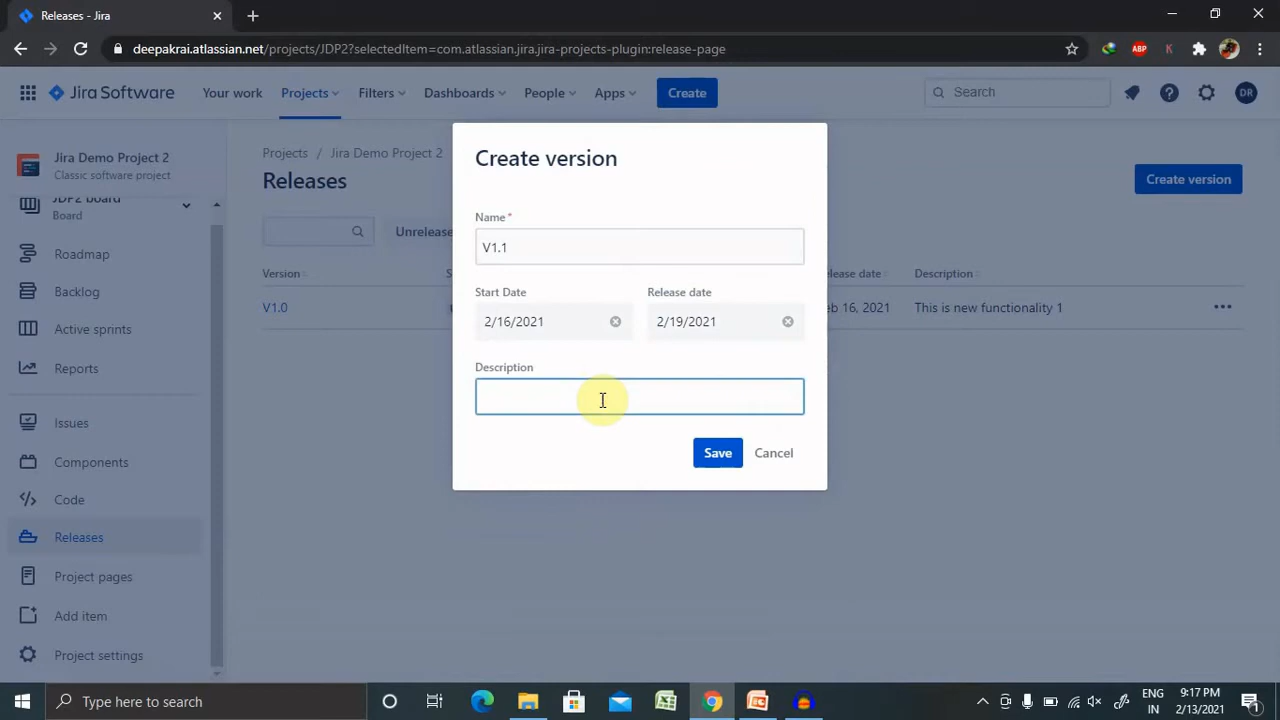 Releases - Jira
deepakrai.atlassian.net/projects/JDP2?selectedItem=com.atlassian.jira.jira-projects-plugin:release-page
ABP
K
Jira Software
Your work
Projects
Filters
Dashboards
People
Apps
Create
Search
DR
Jira Demo Project 2
Classic software project
JDP2 board
Board
Roadmap
Backlog
Active sprints
Reports
Issues
Components
Code
Releases
Project pages
Add item
Project settings
Projects / Jira Demo Project 2
Releases
Create version
Unrelease
Version
S
elease date
Description
V1.0
eb 16, 2021
This is new functionality 1
Create version
Name*
V1.1
Start Date
Release date
2/16/2021
2/19/2021
Description
Save
Cancel
Type here to search
ENG
IN
9:17 PM
2/13/2021
1